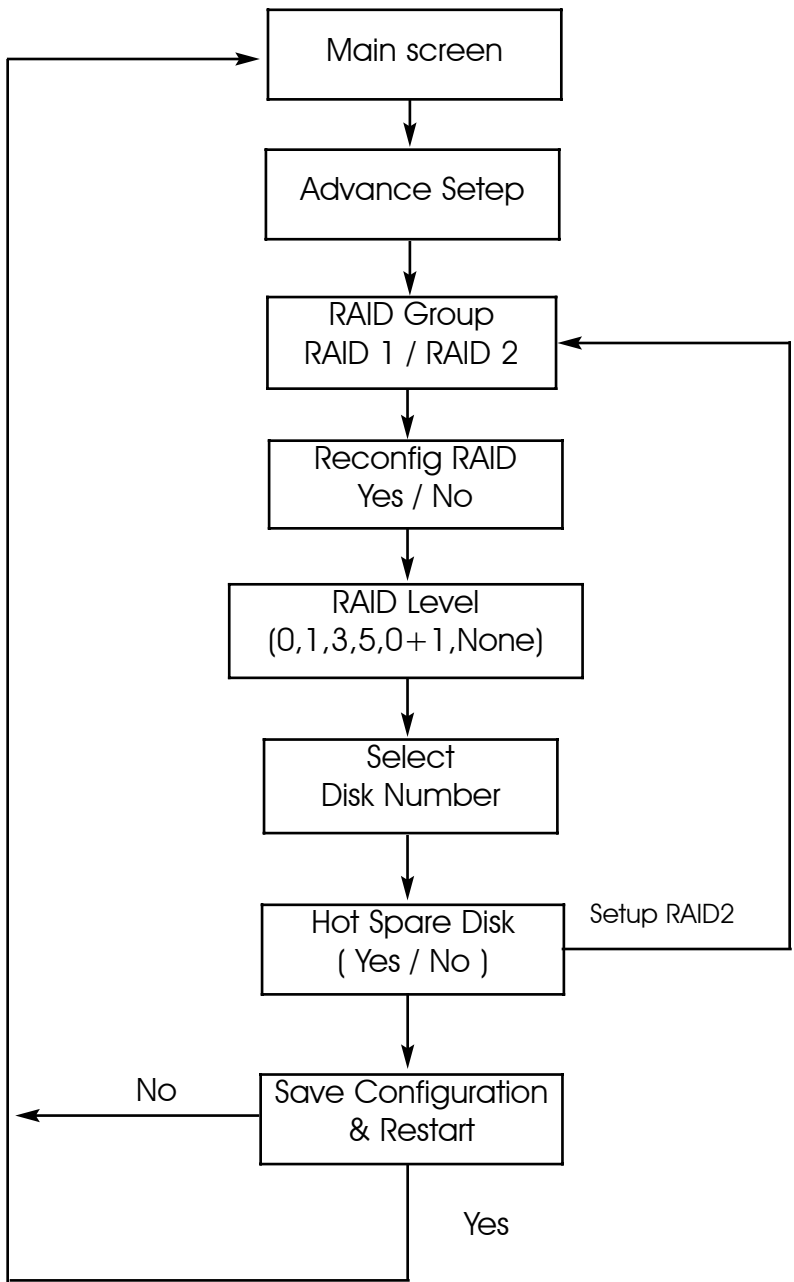 Main screen
Advance Setep
RAID Group
RAID 1 / RAID 2
Reconfig RAID
Yes / No
RAID Level
(0,1,3,5,0+1,None)
Select
Disk Number
Hot Spare Disk
( Yes / No )
Setup RAID2
Save Configuration
& Restart
No
Yes